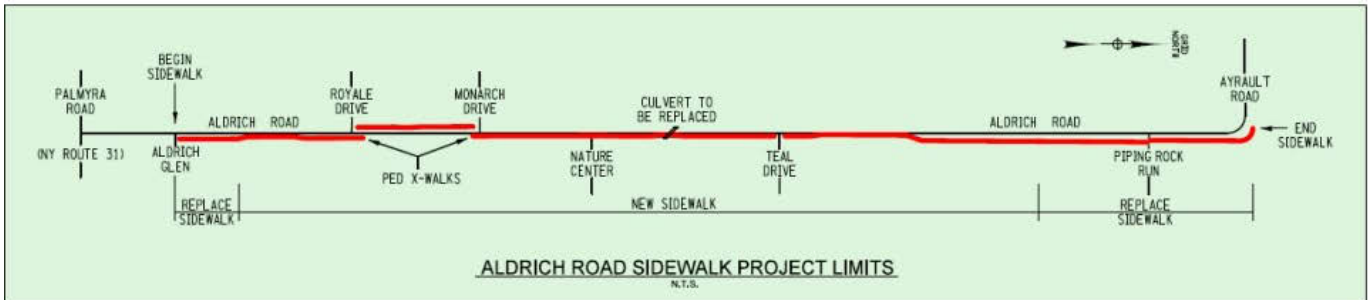 GRID
NORTH
BEGIN
SIDEWALK
PALMYRA
ROAD
ROYALE
DRIVE
MONARCH
DRIVE
CULVERT TO
BE REPLACED
AYRAULT
ROAD
ALDRICH ROAD
ALDRICH ROAD
(NY ROUTE 31)
ALDRICH
GLEN
PED X-WALKS
NATURE
CENTER
TEAL
DRIVE
PIPING ROCK
RUN
END
SIDEWALK
REPLACE
SIDEWALK
NEW SIDEWALK
REPLACE
SIDEWALK
ALDRICH ROAD SIDEWALK PROJECT LIMITS
N.T.S.